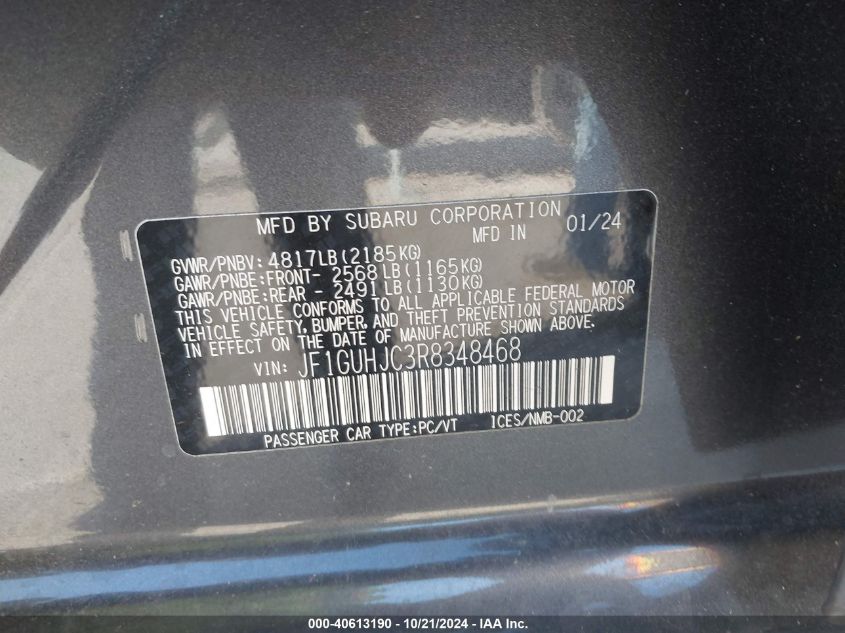 MFD BY SUBARU CORPORATION
MFD IN 01/24
GVWR/PNBV: 4817LB(2185KG)
GAWR/PNBE:FRONT- 2568LB(1165KG)
GAWR/PNBE:REAR - 2491LB(1130KG)
THIS VEHICLE CONFORMS TO ALL APPLICABLE FEDERAL MOTOR
VEHICLE SAFETY, BUMPER, AND THEFT PREVENTION STANDARDS
IN EFFECT ON THE DATE OF MANUFACTURE SHOWN ABOVE.
VIN: JF1GUHJC3R8348468
PASSENGER CAR TYPE:PC/VT 1CES/NMB-002
000-40613190 - 10/21/2024 - IAA Inc.